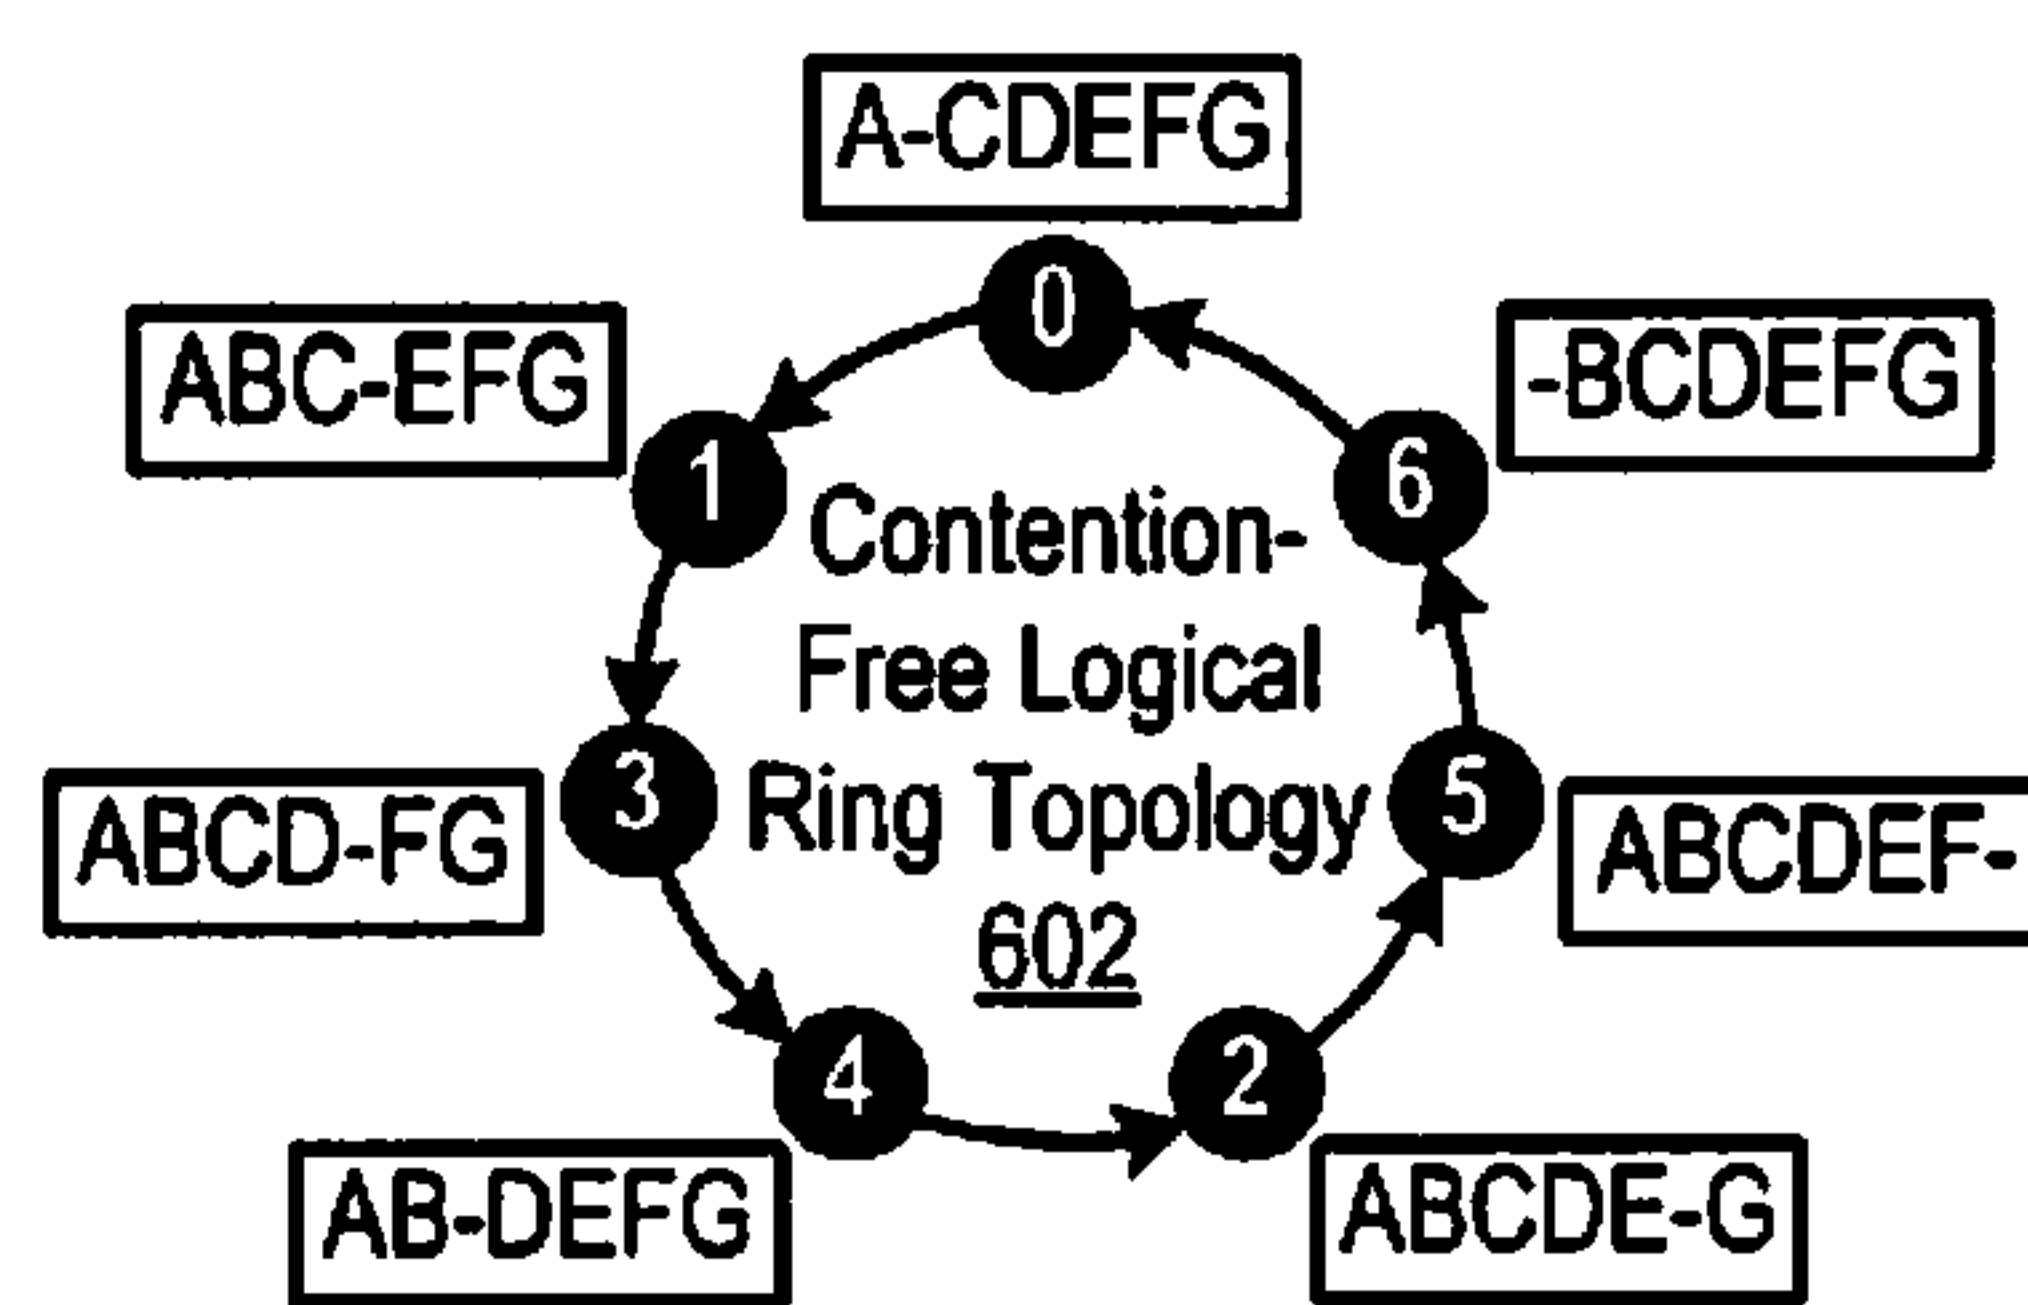 A-CDEFG
0
ABC-EFG
-BCDEFG
1
6
Contention-
Free Logical
Ring Topology
602
3
5
ABCD-FG
ABCDEF-
4
2
AB-DEFG
ABCDE-G